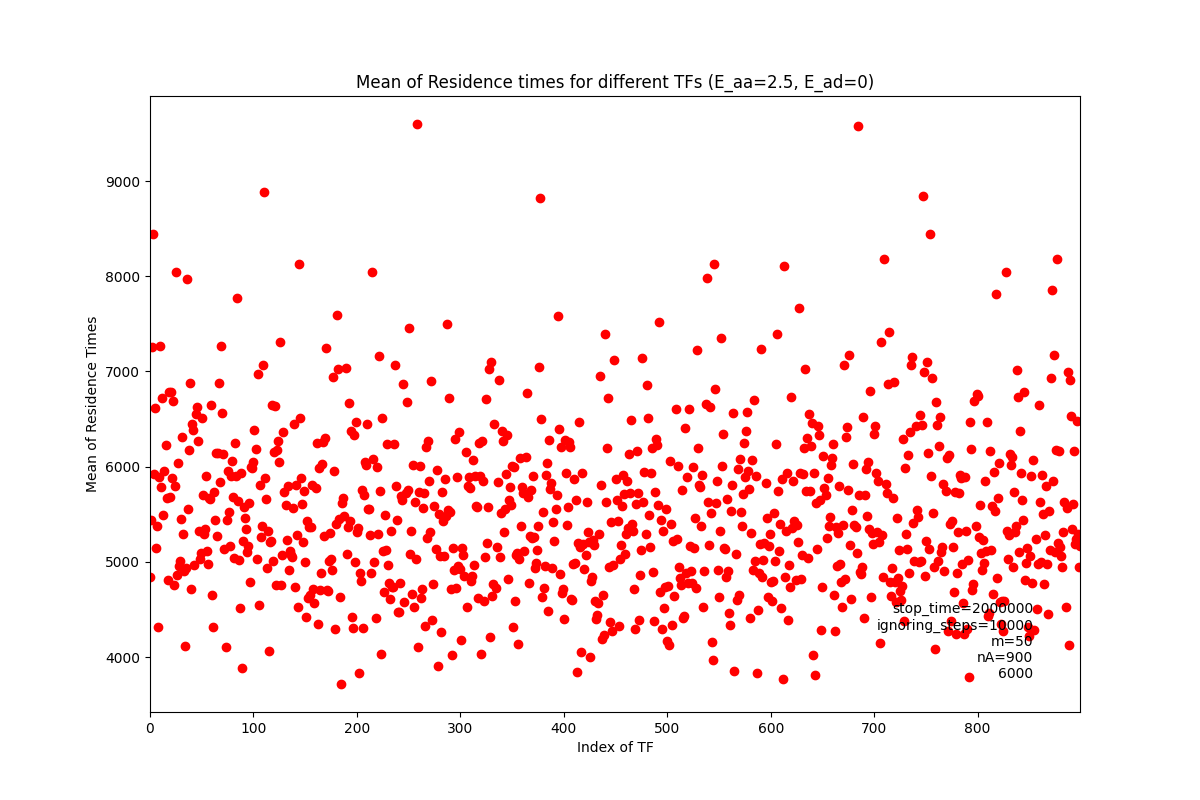 Mean of Residence times for different TFs (E_aa=2.5, E_ad=0)
9000
8000
7000
6000
5000
4000
Mean of Residence Times
stop_time=2000000
ignoring_steps=10000
m=50
nA=900
6000
0 100 200 300 400 500 600 700 800
Index of TF